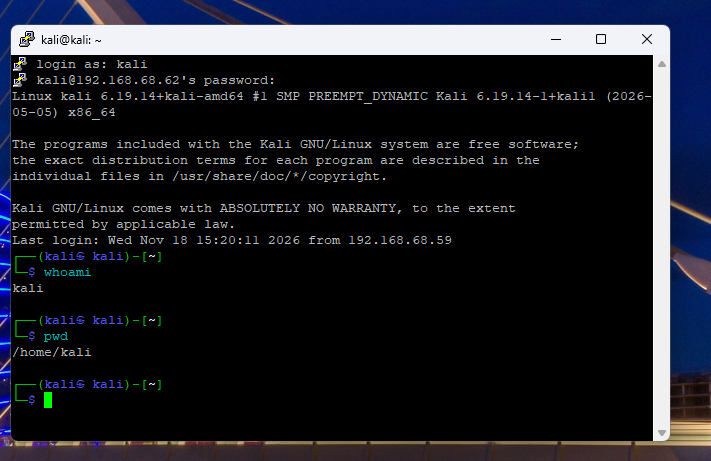 kali@kali: ~
login as: kali
kali@192.168.68.62's password:
Linux kali 6.19.14+kali-amd64 #1 SMP PREEMPT_DYNAMIC Kali 6.19.14-1+kali1 (2026-
05-05) x86_64

The programs included with the Kali GNU/Linux system are free software;
the exact distribution terms for each program are described in the
individual files in /usr/share/doc/*/copyright.

Kali GNU/Linux comes with ABSOLUTELY NO WARRANTY, to the extent
permitted by applicable law.
Last login: Wed Nov 18 15:20:11 2026 from 192.168.68.59
┌──(kali㉿ kali)-[~]
└─$ whoami
kali

┌──(kali㉿ kali)-[~]
└─$ pwd
/home/kali

┌──(kali㉿ kali)-[~]
└─$